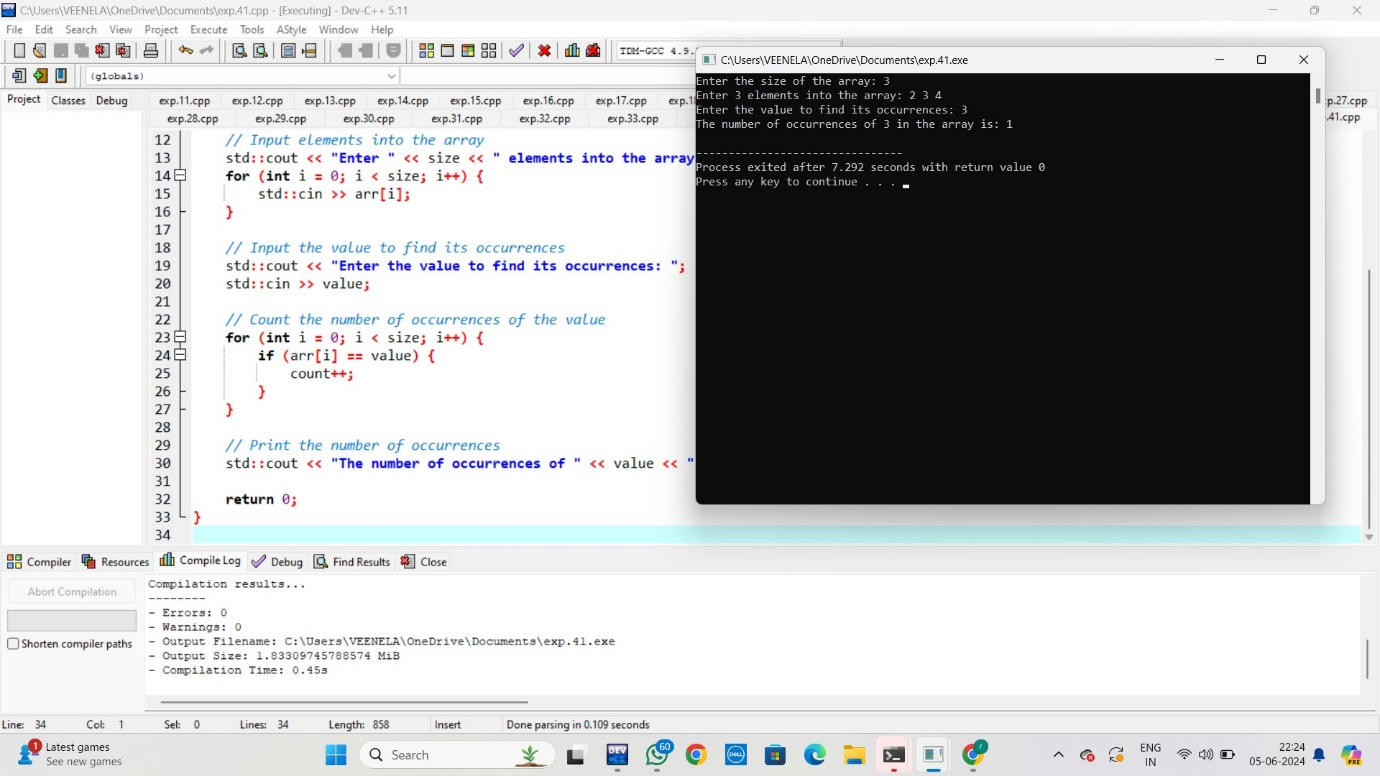 C:\Users\VEENELA\OneDrive\Documents\exp.41.cpp - [Executing] - Dev-C++ 5.11
File Edit Search View Project Execute Tools AStyle Window Help
TDM-GCC 4.9.
(globals)
Project Classes Debug
exp.11.cpp exp.12.cpp exp.13.cpp exp.14.cpp exp.15.cpp exp.16.cpp exp.17.cpp exp.1 p.27.cpp
exp.28.cpp exp.29.cpp exp.30.cpp exp.31.cpp exp.32.cpp exp.33.cpp .41.cpp
12 // Input elements into the array
13 std::cout << "Enter " << size << " elements into the array
14 for (int i = 0; i < size; i++) {
15 std::cin >> arr[i];
16 }
17
18 // Input the value to find its occurrences
19 std::cout << "Enter the value to find its occurrences: ";
20 std::cin >> value;
21
22 // Count the number of occurrences of the value
23 for (int i = 0; i < size; i++) {
24 if (arr[i] == value) {
25 count++;
26 }
27 }
28
29 // Print the number of occurrences
30 std::cout << "The number of occurrences of " << value << "
31
32 return 0;
33 }
34
C:\Users\VEENELA\OneDrive\Documents\exp.41.exe
Enter the size of the array: 3
Enter 3 elements into the array: 2 3 4
Enter the value to find its occurrences: 3
The number of occurrences of 3 in the array is: 1
--------------------------------
Process exited after 7.292 seconds with return value 0
Press any key to continue . . .
Compiler Resources Compile Log Debug Find Results Close
Abort Compilation
Shorten compiler paths
Compilation results...
--------
- Errors: 0
- Warnings: 0
- Output Filename: C:\Users\VEENELA\OneDrive\Documents\exp.41.exe
- Output Size: 1.83309745788574 MiB
- Compilation Time: 0.45s
Line: 34 Col: 1 Sel: 0 Lines: 34 Length: 858 Insert Done parsing in 0.109 seconds
1
Latest games
See new games
Search
DEV
60
DELL
ENG
IN
22:24
05-06-2024
PRE